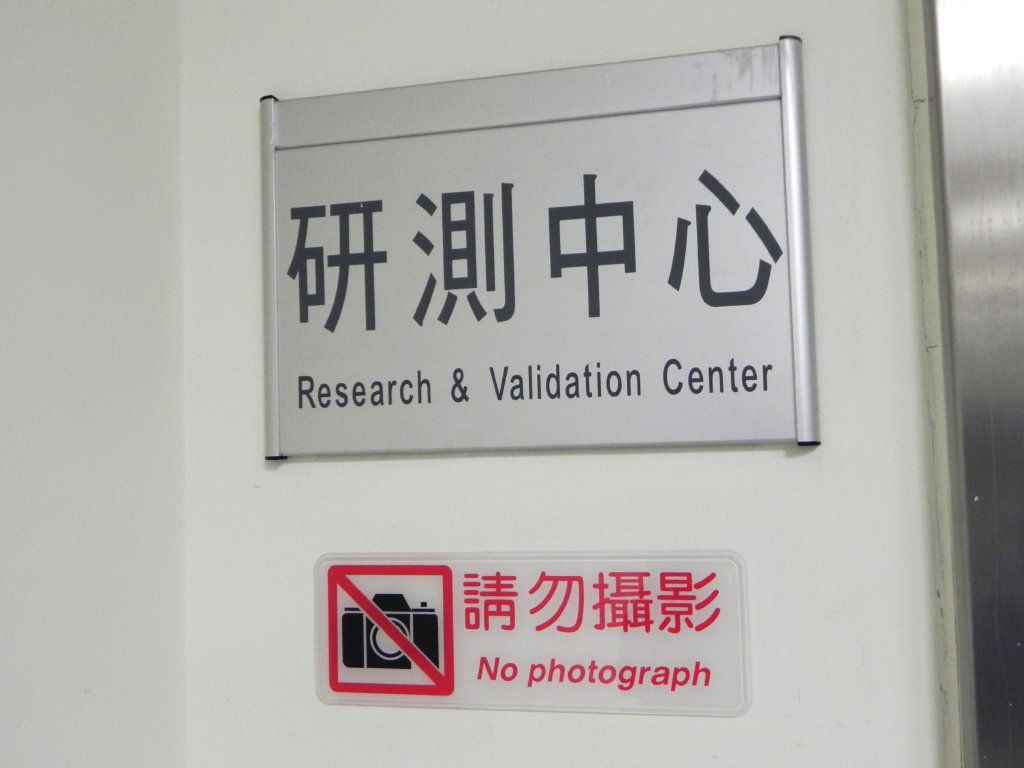 研測中心
Research & Validation Center
請勿攝影
No photograph